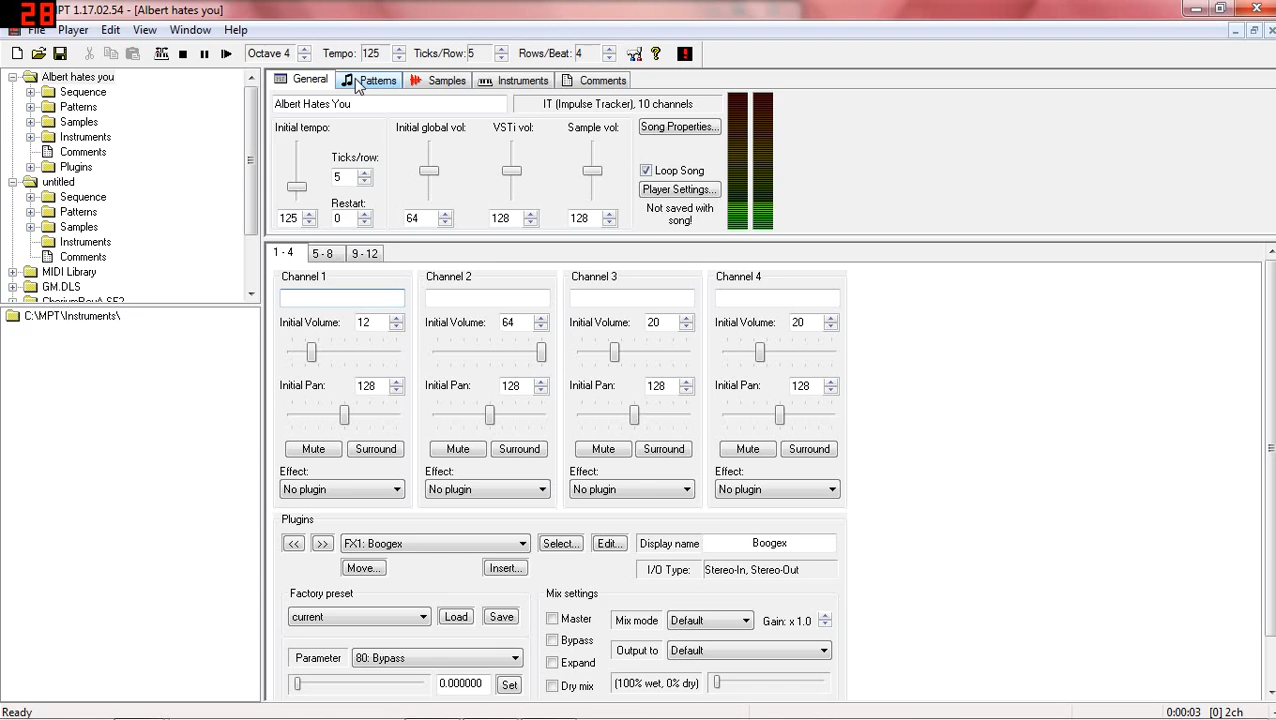 28 MPT 1.17.02.54 - [Albert hates you]
File Player Edit View Window Help
Octave 4 Tempo: 125 Ticks/Row: 5 Rows/Beat: 4
Albert hates you
Sequence
Patterns
Samples
Instruments
Comments
Plugins
untitled
Sequence
Patterns
Samples
Instruments
Comments
MIDI Library
GM.DLS
C:\MPT\Instruments\
General Patterns Samples Instruments Comments
Albert Hates You IT (Impulse Tracker), 10 channels
Initial tempo: Initial global vol: VSTi vol: Sample vol: Song Properties...
Ticks/row:
5
Loop Song
Player Settings...
Restart:
Not saved with song!
125 0 64 128 128
1 - 4 5 - 8 9 - 12
Channel 1 Channel 2 Channel 3 Channel 4
Initial Volume: 12 Initial Volume: 64 Initial Volume: 20 Initial Volume: 20
Initial Pan: 128 Initial Pan: 128 Initial Pan: 128 Initial Pan: 128
Mute Surround Mute Surround Mute Surround Mute Surround
Effect: Effect: Effect: Effect:
No plugin No plugin No plugin No plugin
Plugins
<< >> FX1: Boogex Select... Edit... Display name Boogex
Move... Insert... I/O Type: Stereo-In, Stereo-Out
Factory preset Mix settings
current Load Save Master Mix mode Default Gain: x 1.0
Bypass
Parameter 80: Bypass Expand Output to Default
0.000000 Set Dry mix (100% wet, 0% dry)
Ready 0:00:03 [0] 2ch